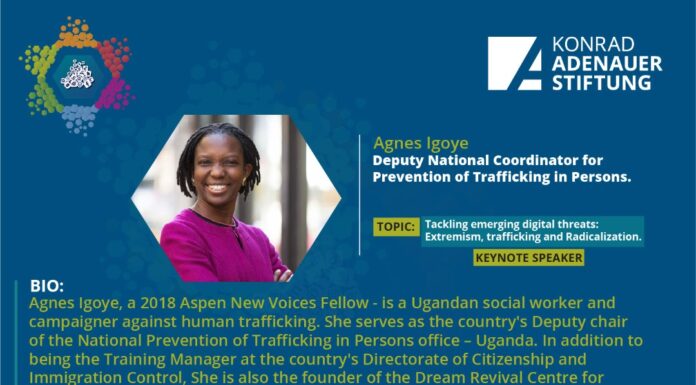 KONRAD
ADENAUER
STIFTUNG
Agnes Igoye
Deputy National Coordinator for
Prevention of Trafficking in Persons.
TOPIC:
Tackling emerging digital threats:
Extremism, trafficking and Radicalization.
KEYNOTE SPEAKER
BIO:
Agnes Igoye, a 2018 Aspen New Voices Fellow - is a Ugandan social worker and
campaigner against human trafficking. She serves as the country's Deputy chair
of the National Prevention of Trafficking in Persons office – Uganda. In addition to
being the Training Manager at the country's Directorate of Citizenship and
Immigration Control, She is also the founder of the Dream Revival Centre for